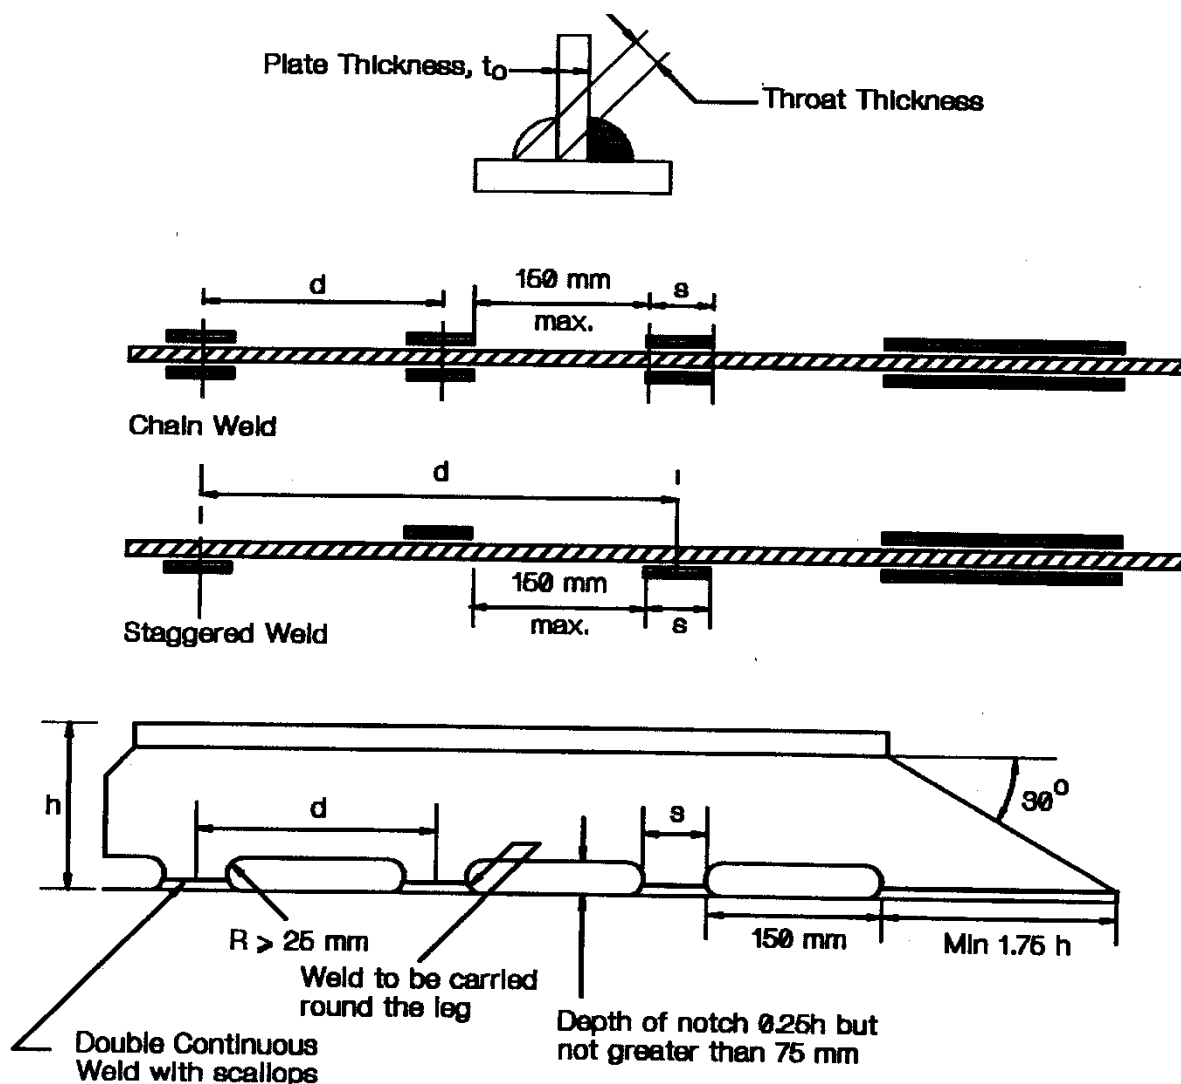 Plate Thickness, to
Throat Thickness
d
150 mm
max.
s
Chain Weld
d
150 mm
max.
s
Staggered Weld
h
d
s
30°
R > 25 mm
150 mm
Min 1.75 h
Weld to be carried
round the leg
Depth of notch 0.25h but
not greater than 75 mm
Double Continuous
Weld with scallops